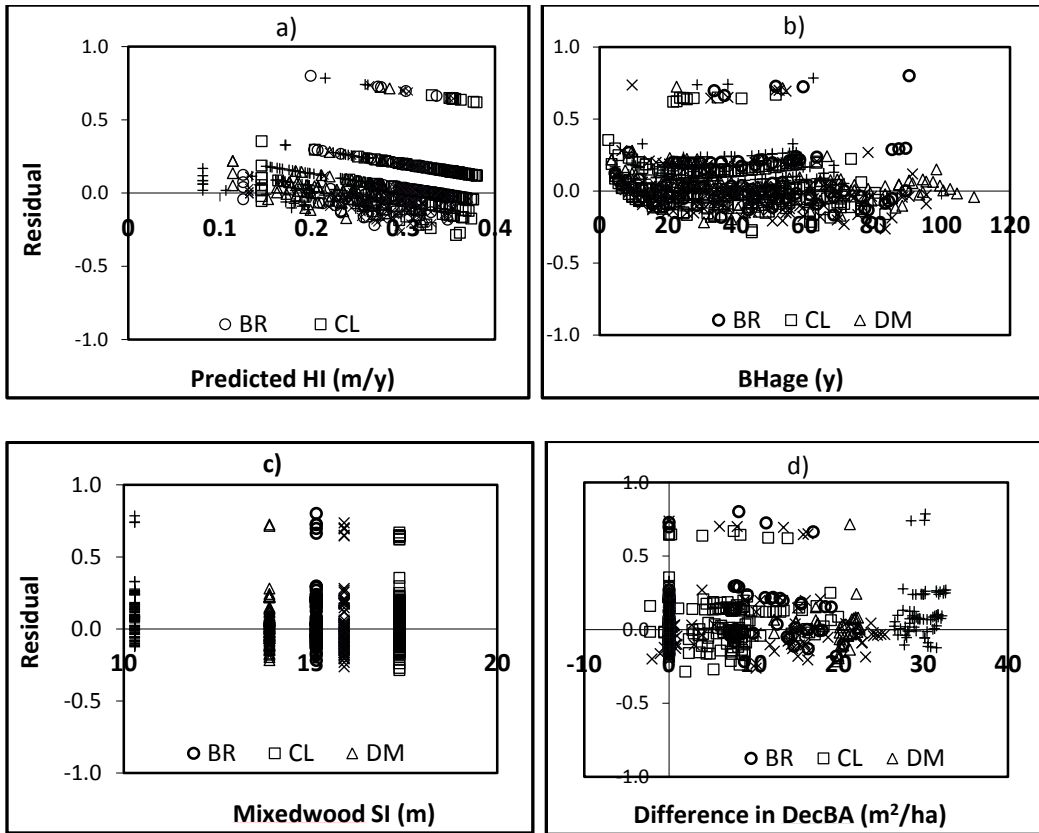 a)
1.0
0.5
0.0
-0.5
-1.0
Residual
0
0.1
0.2
0.3
0.4
BR
CL
Predicted HI (m/y)
b)
1.0
0.5
0.0
-0.5
-1.0
0
20
40
60
80
100
120
BR
CL
DM
BHage (y)
c)
1.0
0.5
0.0
-0.5
-1.0
Residual
10
15
20
BR
CL
DM
Mixedwood SI (m)
d)
1.0
0.5
0.0
-0.5
-1.0
-10
0
10
20
30
40
BR
CL
DM
Difference in DecBA (m²/ha)